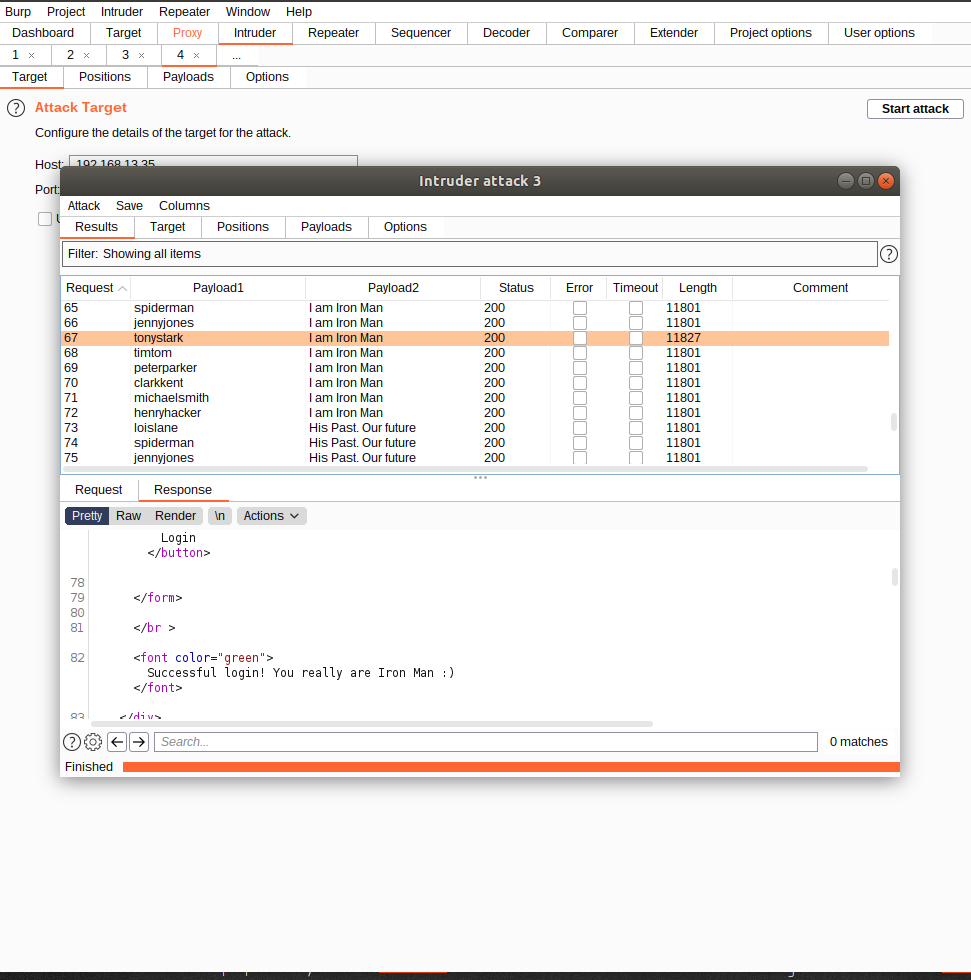 Burp Project Intruder Repeater Window Help
Dashboard Target Proxy Intruder Repeater Sequencer Decoder Comparer Extender Project options User options
1 × 2 × 3 × 4 × ...
Target Positions Payloads Options
? Attack Target Start attack
Configure the details of the target for the attack.
Host: 192.168.13.35
Port:
Intruder attack 3
Attack Save Columns
Results Target Positions Payloads Options
Filter: Showing all items ?
Request Payload1 Payload2 Status Error Timeout Length Comment
65 spiderman I am Iron Man 200 11801
66 jennyjones I am Iron Man 200 11801
67 tonystark I am Iron Man 200 11827
68 timtom I am Iron Man 200 11801
69 peterparker I am Iron Man 200 11801
70 clarkkent I am Iron Man 200 11801
71 michaelsmith I am Iron Man 200 11801
72 henryhacker I am Iron Man 200 11801
73 loislane His Past. Our future 200 11801
74 spiderman His Past. Our future 200 11801
75 jennyjones His Past. Our future 200 11801
Request Response
Pretty Raw Render \n Actions
Login
</button>
78
79 </form>
80
81 </br >
82 <font color="green">
Successful login! You really are Iron Man :)
</font>
83 </div>
? Search... 0 matches
Finished